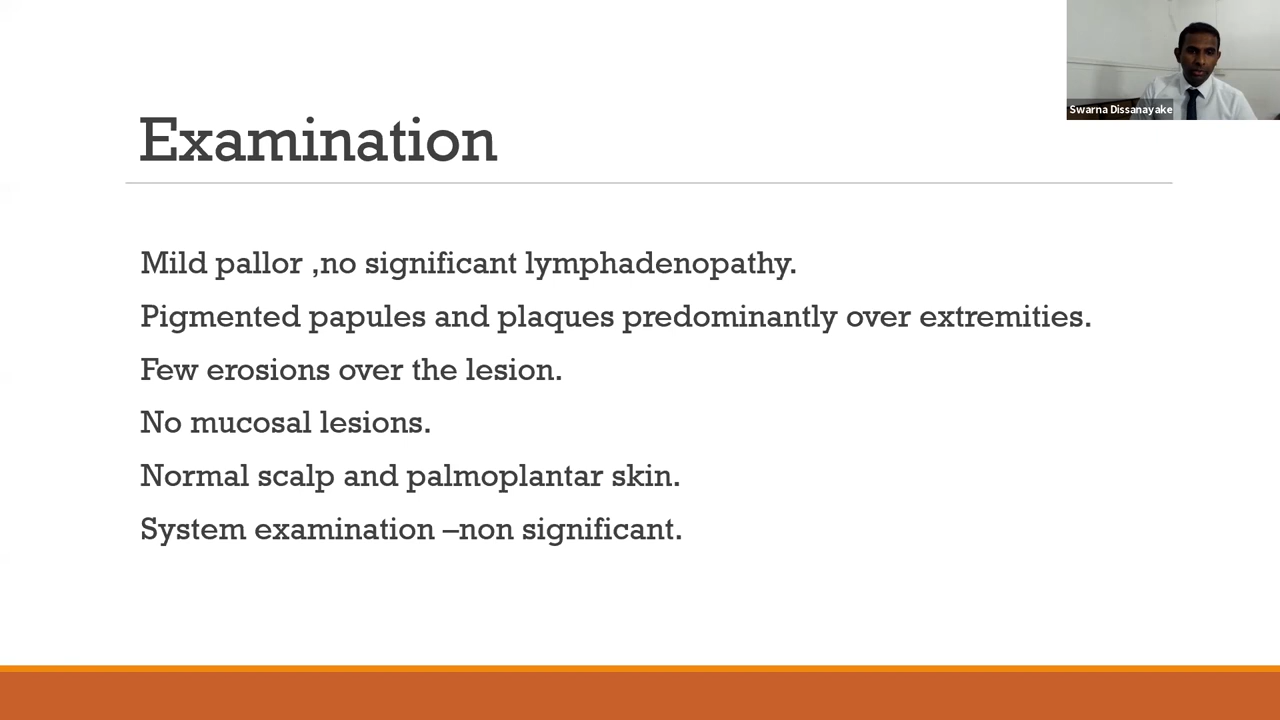 Swarna Dissanayake
Examination
Mild pallor ,no significant lymphadenopathy.
Pigmented papules and plaques predominantly over extremities.
Few erosions over the lesion.
No mucosal lesions.
Normal scalp and palmoplantar skin.
System examination –non significant.